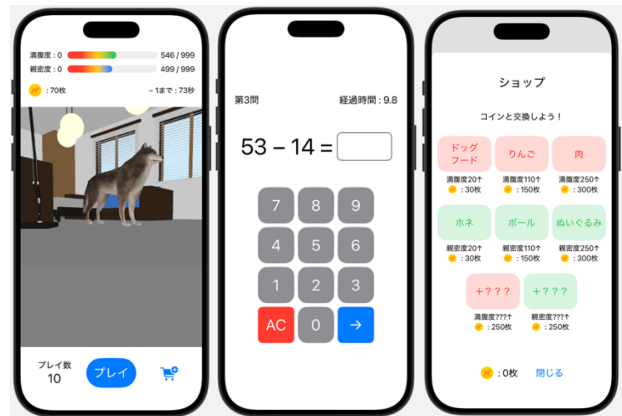 満腹度 : 0 546 / 999
親密度 : 0 499 / 999
: 70枚 − 1まで : 73秒
プレイ数
10
プレイ
第3問 経過時間 : 9.8
53 − 14 =
7 8 9
4 5 6
1 2 3
AC 0 →
ショップ
コインと交換しよう！
ドッグ
フード
りんご
肉
満腹度20↑ 満腹度110↑ 満腹度250↑
: 30枚 : 150枚 : 300枚
ホネ ボール ぬいぐるみ
親密度20↑ 親密度110↑ 親密度250↑
: 30枚 : 150枚 : 300枚
+？？？ +？？？
満腹度???↑ 親密度???↑
: 250枚 : 250枚
: 0枚 閉じる